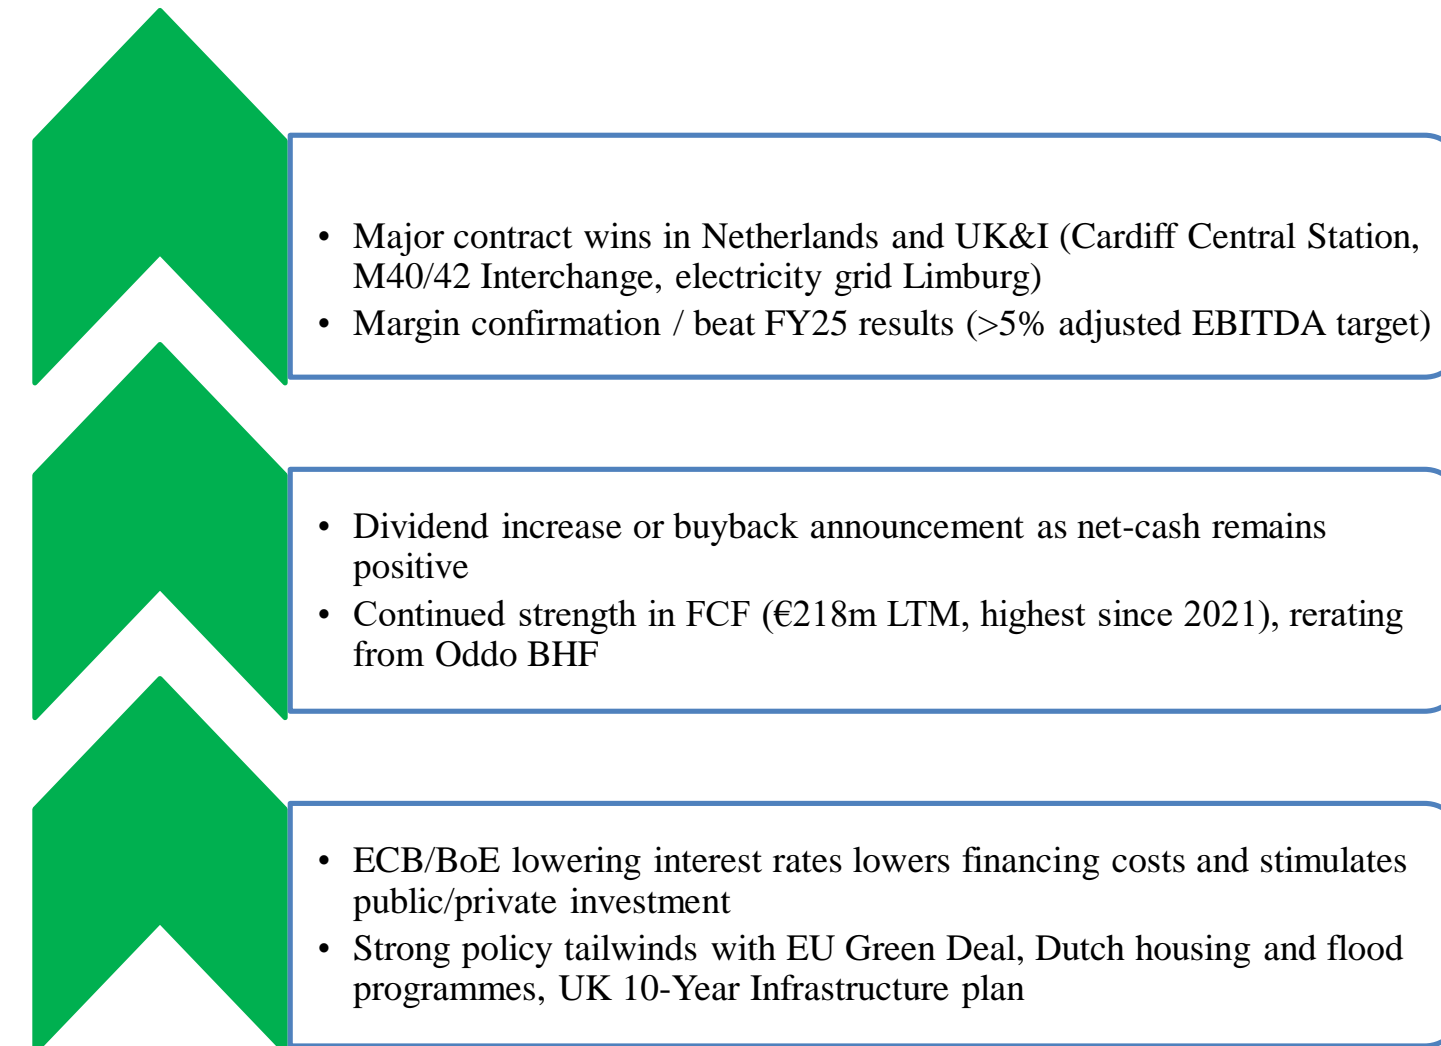 • Major contract wins in Netherlands and UK&I (Cardiff Central Station,
M40/42 Interchange, electricity grid Limburg)
• Margin confirmation / beat FY25 results (>5% adjusted EBITDA target)
• Dividend increase or buyback announcement as net-cash remains
positive
• Continued strength in FCF (€218m LTM, highest since 2021), rerating
from Oddo BHF
• ECB/BoE lowering interest rates lowers financing costs and stimulates
public/private investment
• Strong policy tailwinds with EU Green Deal, Dutch housing and flood
programmes, UK 10-Year Infrastructure plan